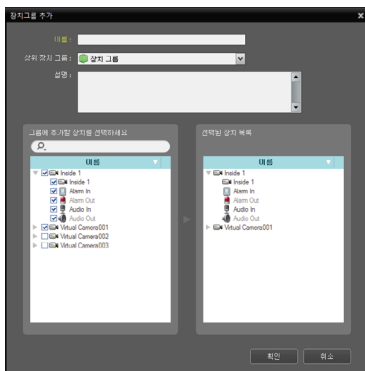 장치그룹 추가
이름 :
상위 장치 그룹 : 장치 그룹
설명 :
그룹에 추가할 장치를 선택하세요
이름
Inside 1
Inside 1
Alarm In
Alarm Out
Audio In
Audio Out
Virtual Camera001
Virtual Camera002
Virtual Camera003
선택된 장치 목록
이름
Inside 1
Inside 1
Alarm In
Alarm Out
Audio In
Audio Out
Virtual Camera001
확인
취소